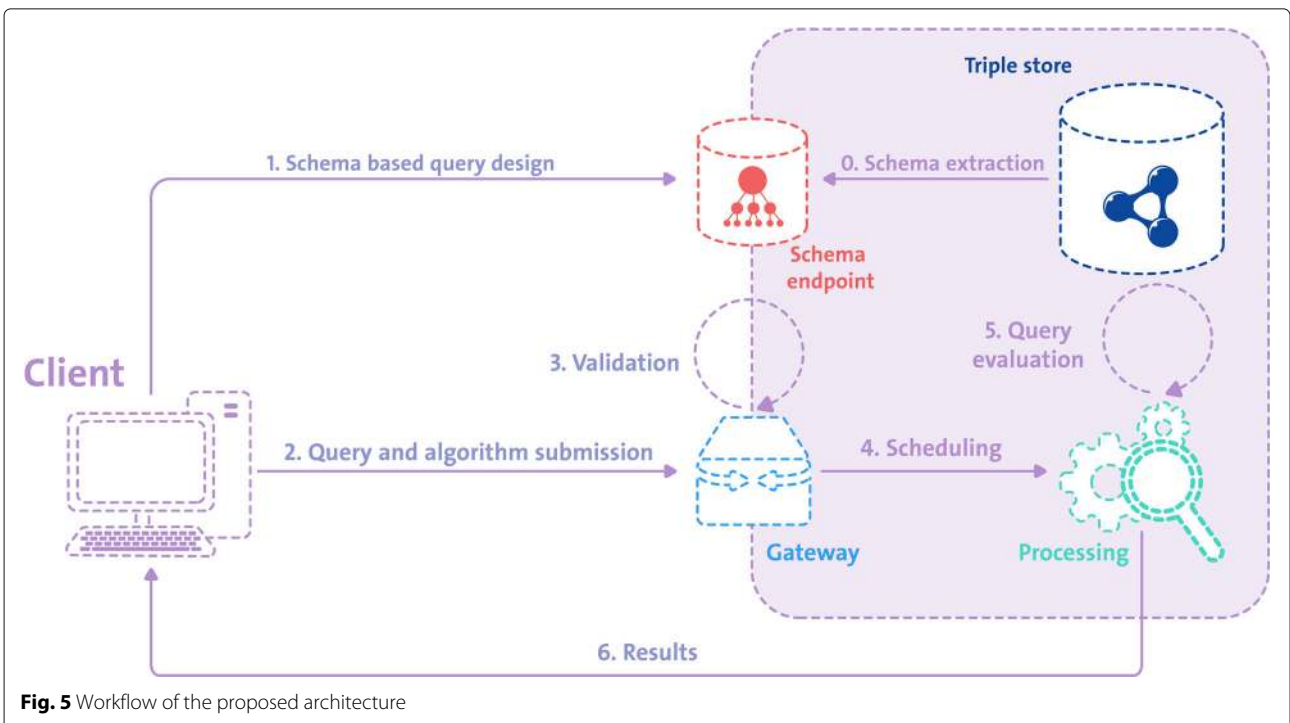 Triple store
1. Schema based query design
0. Schema extraction
Schema
endpoint
Client
3. Validation
5. Query
evaluation
2. Query and algorithm submission
4. Scheduling
Gateway
Processing
6. Results
Fig. 5 Workflow of the proposed architecture